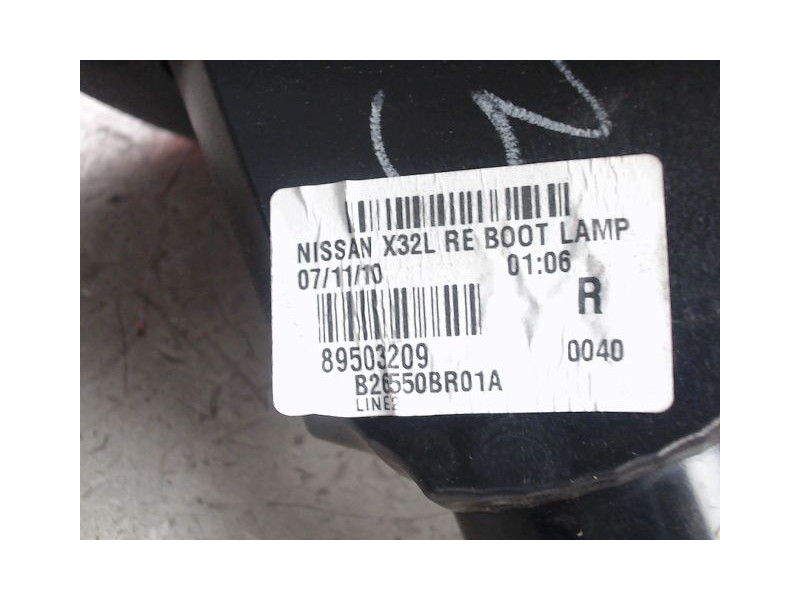 NISSAN X32L RE BOOT LAMP
07/11/10 01:06
R
89503209 0040
B26550BR01A
LINE2